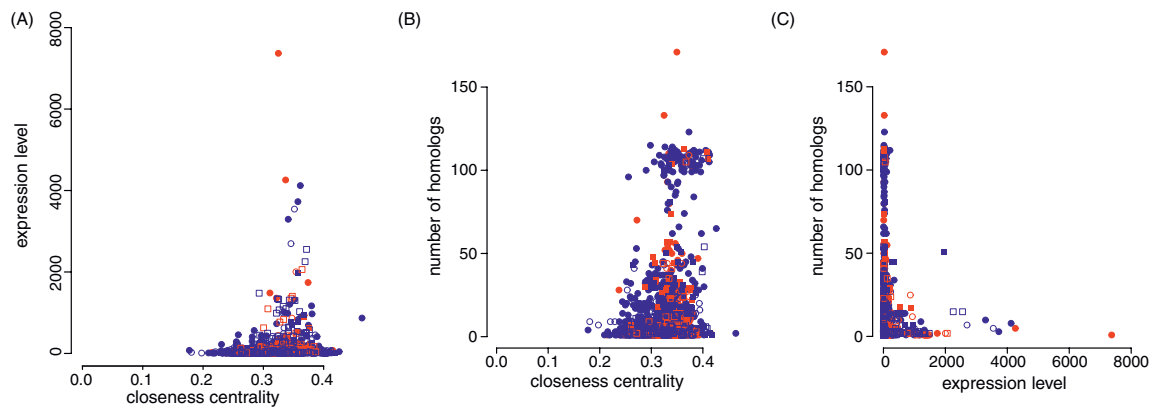 (A)
expression level
8000
6000
4000
2000
0
0.0 0.1 0.2 0.3 0.4
closeness centrality
(B)
number of homologs
150
100
50
0
0.0 0.1 0.2 0.3 0.4
closeness centrality
(C)
number of homologs
150
100
50
0
0 2000 4000 6000 8000
expression level